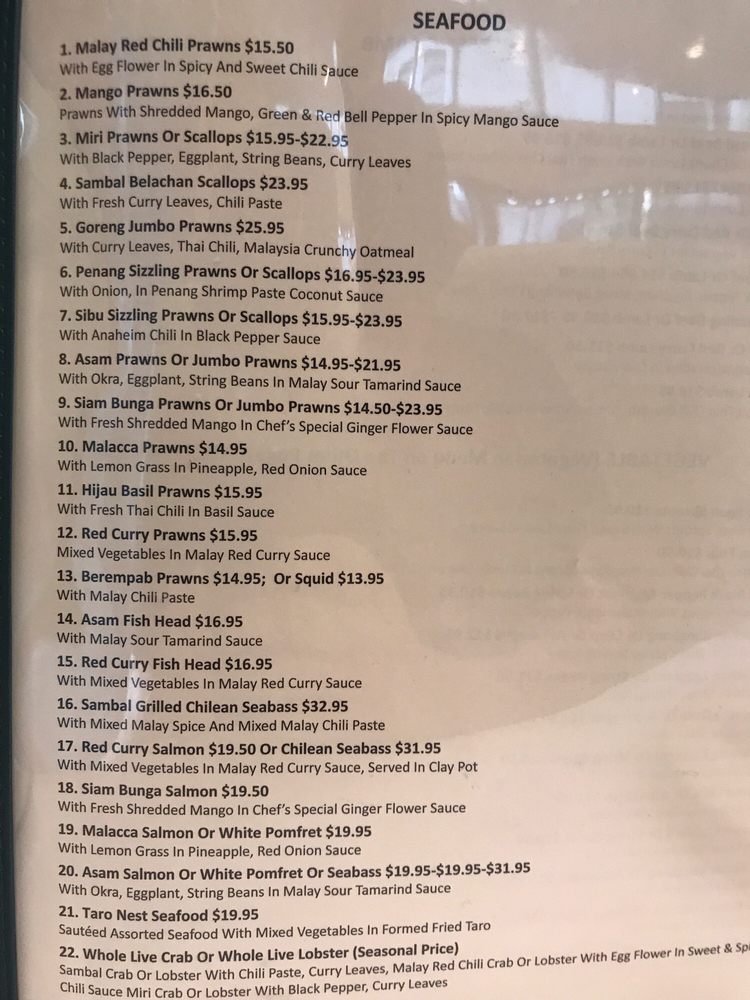 SEAFOOD
1. Malay Red Chili Prawns $15.50
With Egg Flower In Spicy And Sweet Chili Sauce
2. Mango Prawns $16.50
Prawns With Shredded Mango, Green & Red Bell Pepper In Spicy Mango Sauce
3. Miri Prawns Or Scallops $15.95-$22.95
With Black Pepper, Eggplant, String Beans, Curry Leaves
4. Sambal Belachan Scallops $23.95
With Fresh Curry Leaves, Chili Paste
5. Goreng Jumbo Prawns $25.95
With Curry Leaves, Thai Chili, Malaysia Crunchy Oatmeal
6. Penang Sizzling Prawns Or Scallops $16.95-$23.95
With Onion, In Penang Shrimp Paste Coconut Sauce
7. Sibu Sizzling Prawns Or Scallops $15.95-$23.95
With Anaheim Chili In Black Pepper Sauce
8. Asam Prawns Or Jumbo Prawns $14.95-$21.95
With Okra, Eggplant, String Beans In Malay Sour Tamarind Sauce
9. Siam Bunga Prawns Or Jumbo Prawns $14.50-$23.95
With Fresh Shredded Mango In Chef's Special Ginger Flower Sauce
10. Malacca Prawns $14.95
With Lemon Grass In Pineapple, Red Onion Sauce
11. Hijau Basil Prawns $15.95
With Fresh Thai Chili In Basil Sauce
12. Red Curry Prawns $15.95
Mixed Vegetables In Malay Red Curry Sauce
13. Berempab Prawns $14.95; Or Squid $13.95
With Malay Chili Paste
14. Asam Fish Head $16.95
With Malay Sour Tamarind Sauce
15. Red Curry Fish Head $16.95
With Mixed Vegetables In Malay Red Curry Sauce
16. Sambal Grilled Chilean Seabass $32.95
With Mixed Malay Spice And Mixed Malay Chili Paste
17. Red Curry Salmon $19.50 Or Chilean Seabass $31.95
With Mixed Vegetables In Malay Red Curry Sauce, Served In Clay Pot
18. Siam Bunga Salmon $19.50
With Fresh Shredded Mango In Chef's Special Ginger Flower Sauce
19. Malacca Salmon Or White Pomfret $19.95
With Lemon Grass In Pineapple, Red Onion Sauce
20. Asam Salmon Or White Pomfret Or Seabass $19.95-$19.95-$31.95
With Okra, Eggplant, String Beans In Malay Sour Tamarind Sauce
21. Taro Nest Seafood $19.95
Sautéed Assorted Seafood With Mixed Vegetables In Formed Fried Taro
22. Whole Live Crab Or Whole Live Lobster (Seasonal Price)
Sambal Crab Or Lobster With Chili Paste, Curry Leaves, Malay Red Chili Crab Or Lobster With Egg Flower In Sweet &
Chili Sauce Miri Crab Or Lobster With Black Pepper, Curry Leaves